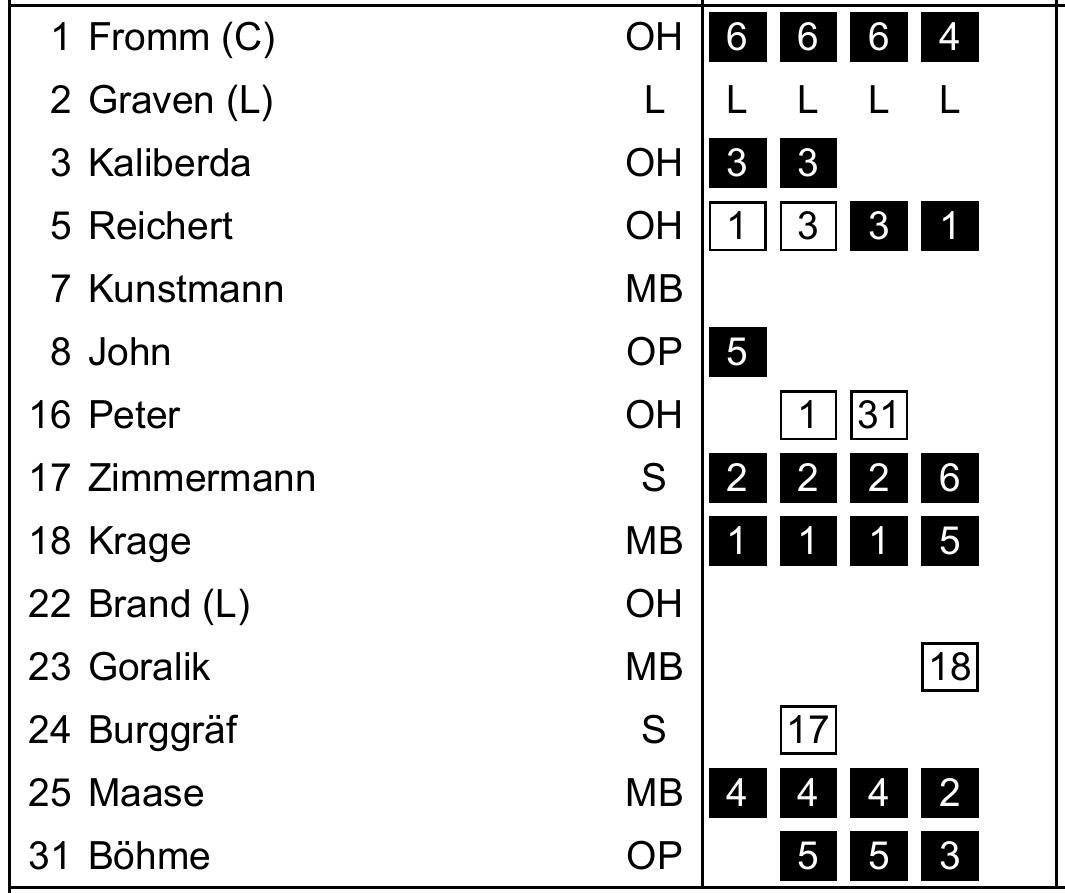 1 Fromm (C) OH 6 6 6 4
2 Graven (L) L L L L L
3 Kaliberda OH 3 3
5 Reichert OH 1 3 3 1
7 Kunstmann MB
8 John OP 5
16 Peter OH 1 31
17 Zimmermann S 2 2 2 6
18 Krage MB 1 1 1 5
22 Brand (L) OH
23 Goralik MB 18
24 Burggräf S 17
25 Maase MB 4 4 4 2
31 Böhme OP 5 5 3